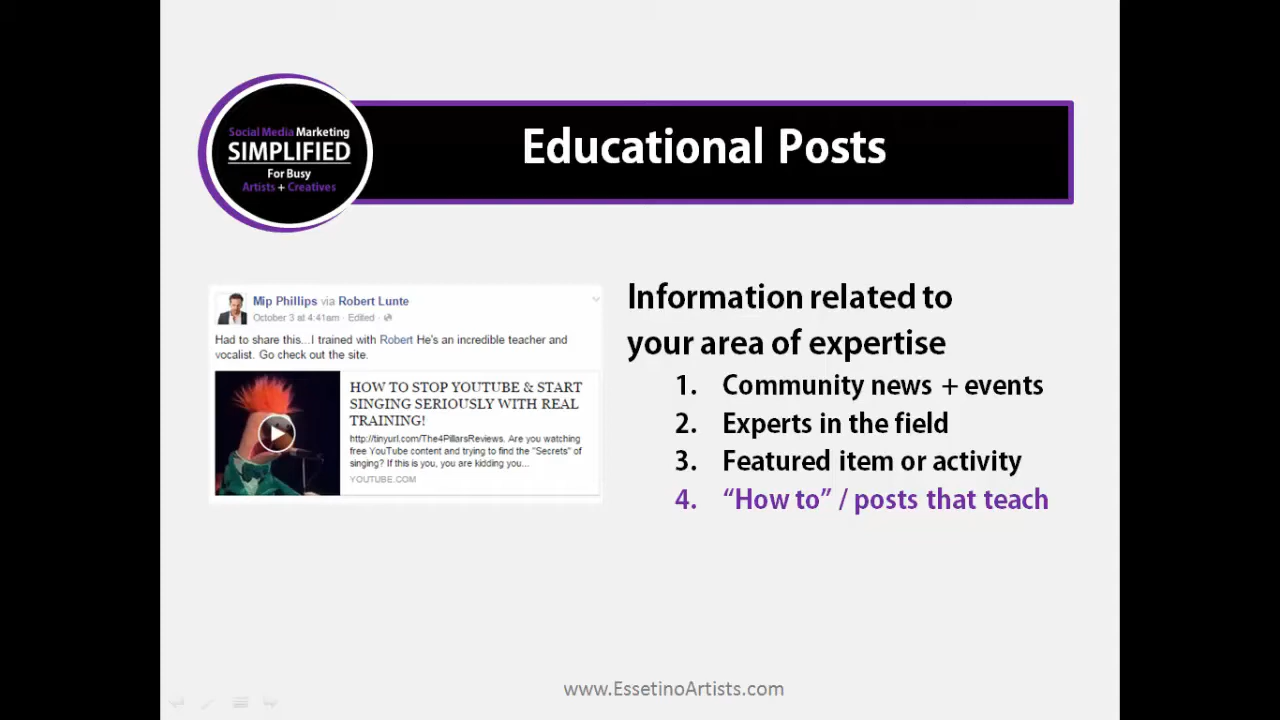 Social Media Marketing
SIMPLIFIED
For Busy
Artists + Creatives
Educational Posts
Mip Phillips via Robert Lunte
October 3 at 4:41am · Edited ·
Had to share this...I trained with Robert He's an incredible teacher and
vocalist. Go check out the site.
HOW TO STOP YOUTUBE & START
SINGING SERIOUSLY WITH REAL
TRAINING!
http://tinyurl.com/The4PillarsReviews. Are you watching
free YouTube content and trying to find the "Secrets" of
singing? If this is you, you are kidding you...
YOUTUBE.COM
Information related to
your area of expertise
1. Community news + events
2. Experts in the field
3. Featured item or activity
4. “How to” / posts that teach
www.EssetinoArtists.com